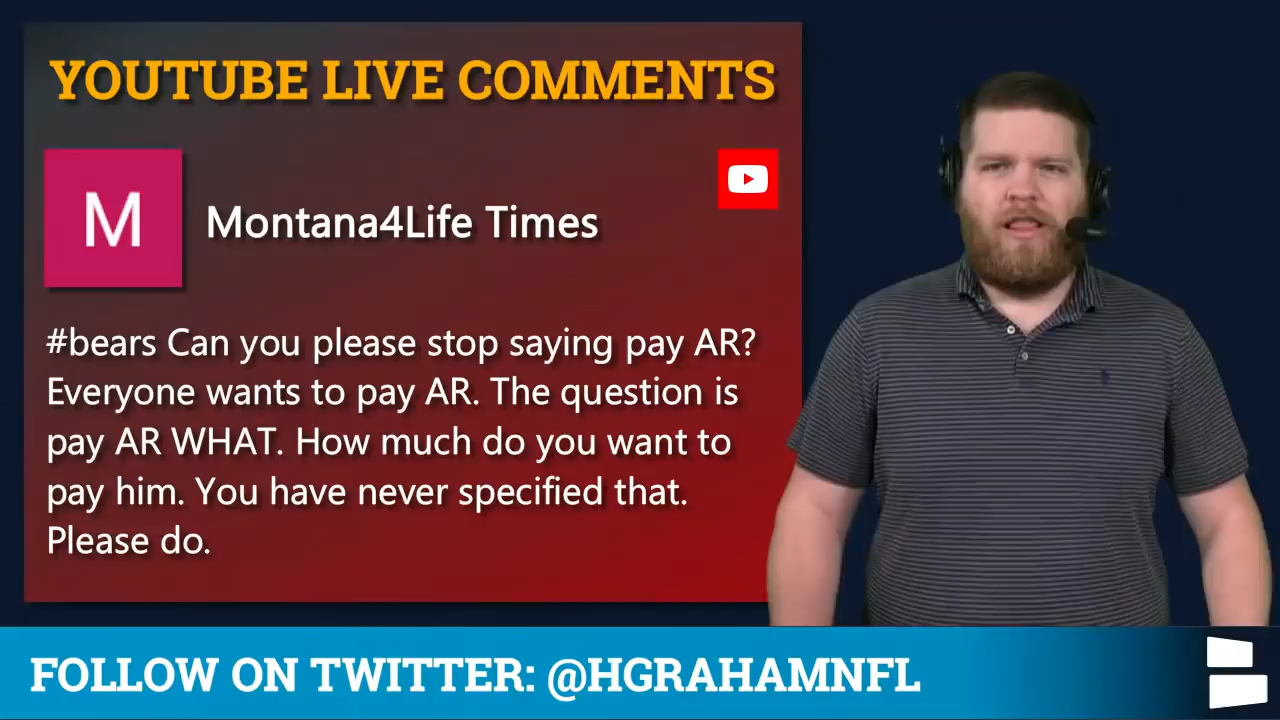 YOUTUBE LIVE COMMENTS
M
Montana4Life Times
#bears Can you please stop saying pay AR?
Everyone wants to pay AR. The question is
pay AR WHAT. How much do you want to
pay him. You have never specified that.
Please do.
FOLLOW ON TWITTER: @HGRAHAMNFL